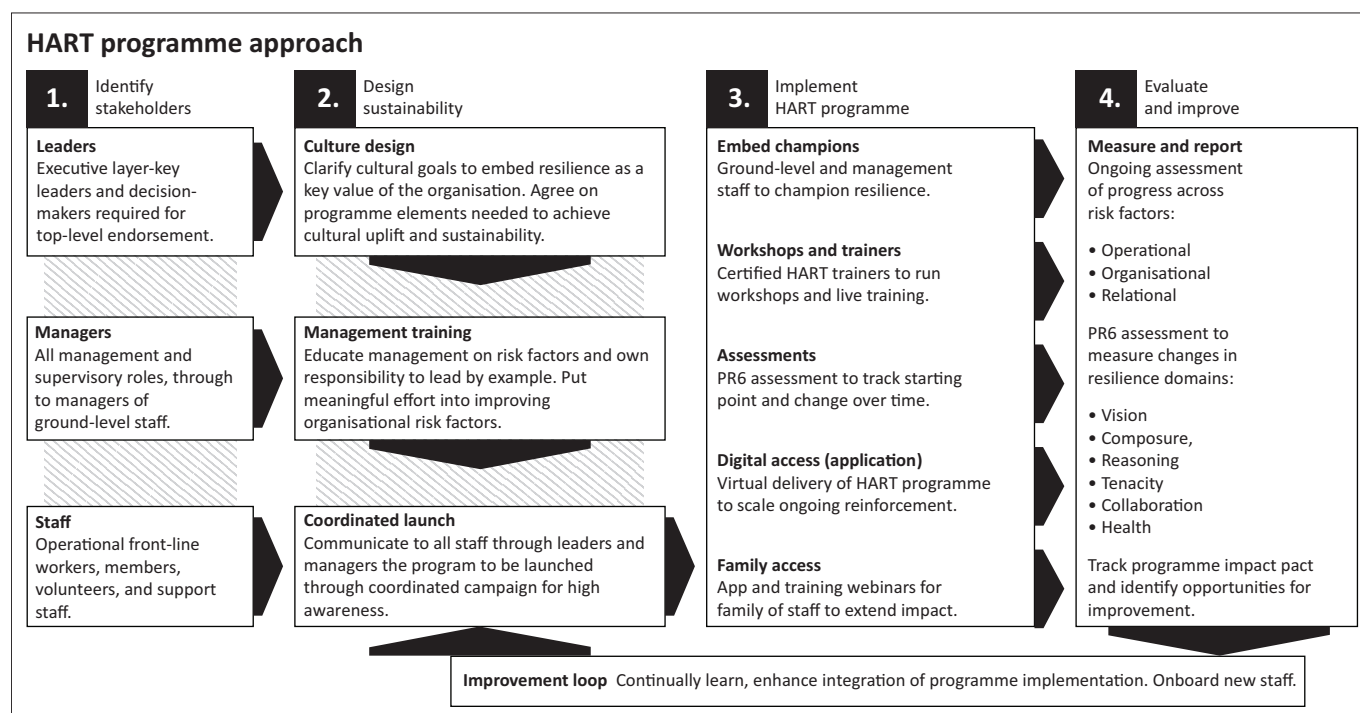 HART programme approach
1.
Identify
stakeholders
Leaders
Executive layer-key
leaders and decision-
makers required for
top-level endorsement.
Managers
All management and
supervisory roles, through
to managers of
ground-level staff.
Staff
Operational front-line
workers, members,
volunteers, and support
staff.
2.
Design
sustainability
Culture design
Clarify cultural goals to embed resilience as a
key value of the organisation. Agree on
programme elements needed to achieve
cultural uplift and sustainability.
Management training
Educate management on risk factors and own
responsibility to lead by example. Put
meaningful effort into improving
organisational risk factors.
Coordinated launch
Communicate to all staff through leaders and
managers the program to be launched
through coordinated campaign for high
awareness.
3.
Implement
HART programme
Embed champions
Ground-level and management
staff to champion resilience.
Workshops and trainers
Certified HART trainers to run
workshops and live training.
Assessments
PR6 assessment to track starting
point and change over time.
Digital access (application)
Virtual delivery of HART programme
to scale ongoing reinforcement.
Family access
App and training webinars for
family of staff to extend impact.
4.
Evaluate
and improve
Measure and report
Ongoing assessment
of progress across
risk factors:
• Operational
• Organisational
• Relational
PR6 assessment to
measure changes in
resilience domains:
• Vision
• Composure,
• Reasoning
• Tenacity
• Collaboration
• Health
Track programme impact pact
and identify opportunities for
improvement.
Improvement loop Continually learn, enhance integration of programme implementation. Onboard new staff.